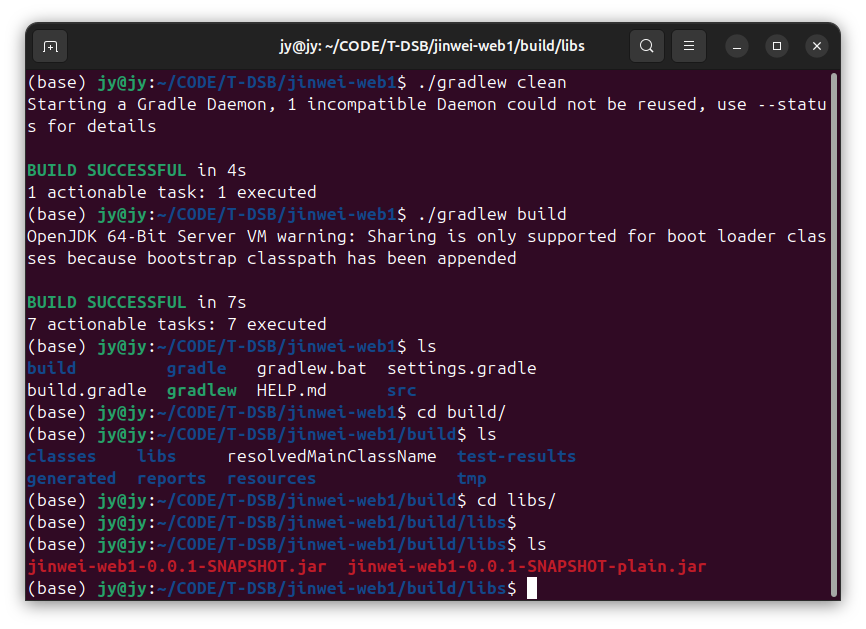 jy@jy: ~/CODE/T-DSB/jinwei-web1/build/libs
(base) jy@jy:~/CODE/T-DSB/jinwei-web1$ ./gradlew clean
Starting a Gradle Daemon, 1 incompatible Daemon could not be reused, use --statu
s for details
BUILD SUCCESSFUL in 4s
1 actionable task: 1 executed
(base) jy@jy:~/CODE/T-DSB/jinwei-web1$ ./gradlew build
OpenJDK 64-Bit Server VM warning: Sharing is only supported for boot loader clas
ses because bootstrap classpath has been appended
BUILD SUCCESSFUL in 7s
7 actionable tasks: 7 executed
(base) jy@jy:~/CODE/T-DSB/jinwei-web1$ ls
build         gradle   gradlew.bat  settings.gradle
build.gradle  gradlew  HELP.md      src
(base) jy@jy:~/CODE/T-DSB/jinwei-web1$ cd build/
(base) jy@jy:~/CODE/T-DSB/jinwei-web1/build$ ls
classes    libs     resolvedMainClassName  test-results
generated  reports  resources              tmp
(base) jy@jy:~/CODE/T-DSB/jinwei-web1/build$ cd libs/
(base) jy@jy:~/CODE/T-DSB/jinwei-web1/build/libs$
(base) jy@jy:~/CODE/T-DSB/jinwei-web1/build/libs$ ls
jinwei-web1-0.0.1-SNAPSHOT.jar  jinwei-web1-0.0.1-SNAPSHOT-plain.jar
(base) jy@jy:~/CODE/T-DSB/jinwei-web1/build/libs$